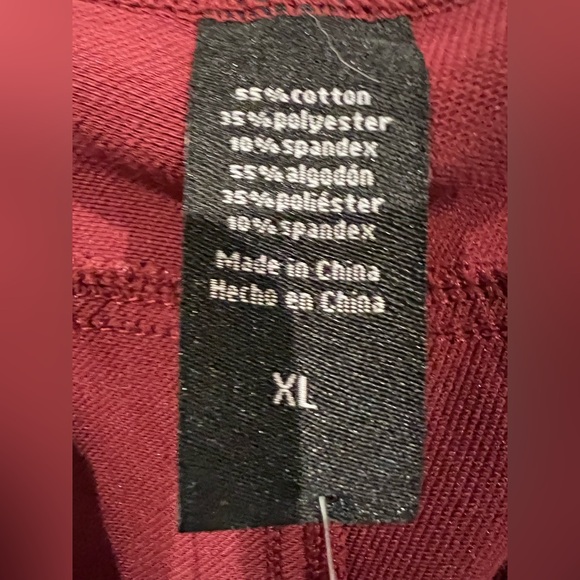 55% cotton
35% polyester
10% spandex
55% algodón
35% poliéster
10% spandex
Made in China
Hecho en China
XL